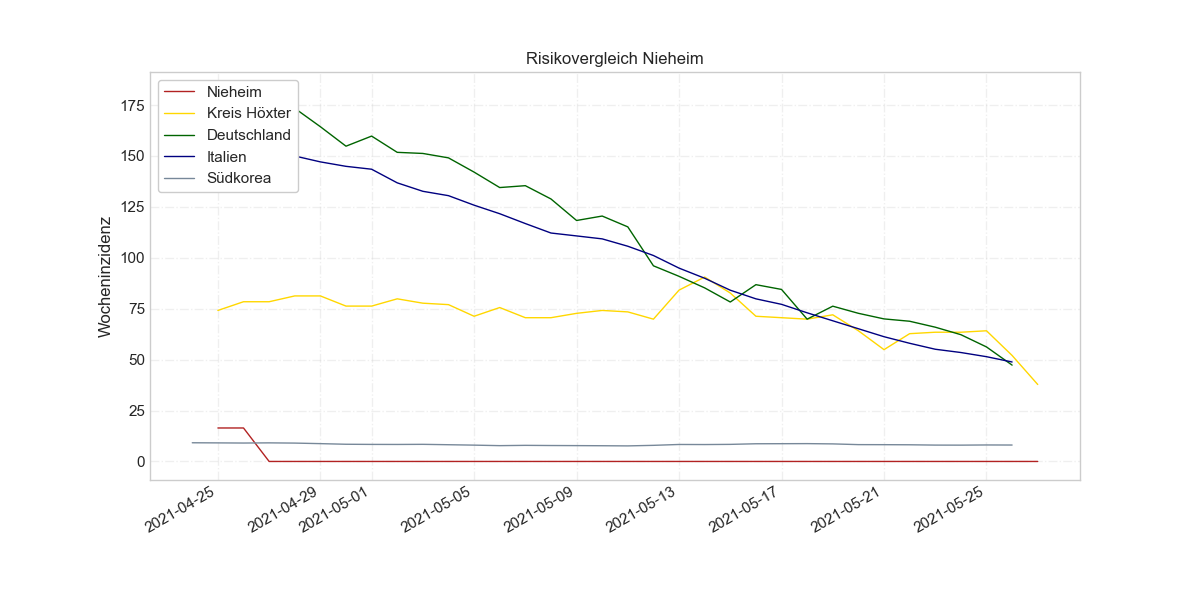 Risikovergleich Nieheim
Nieheim
Kreis Höxter
Deutschland
Italien
Südkorea
Wocheninzidenz
175
150
125
100
75
50
25
0
2021-04-25
2021-04-29
2021-05-01
2021-05-05
2021-05-09
2021-05-13
2021-05-17
2021-05-21
2021-05-25